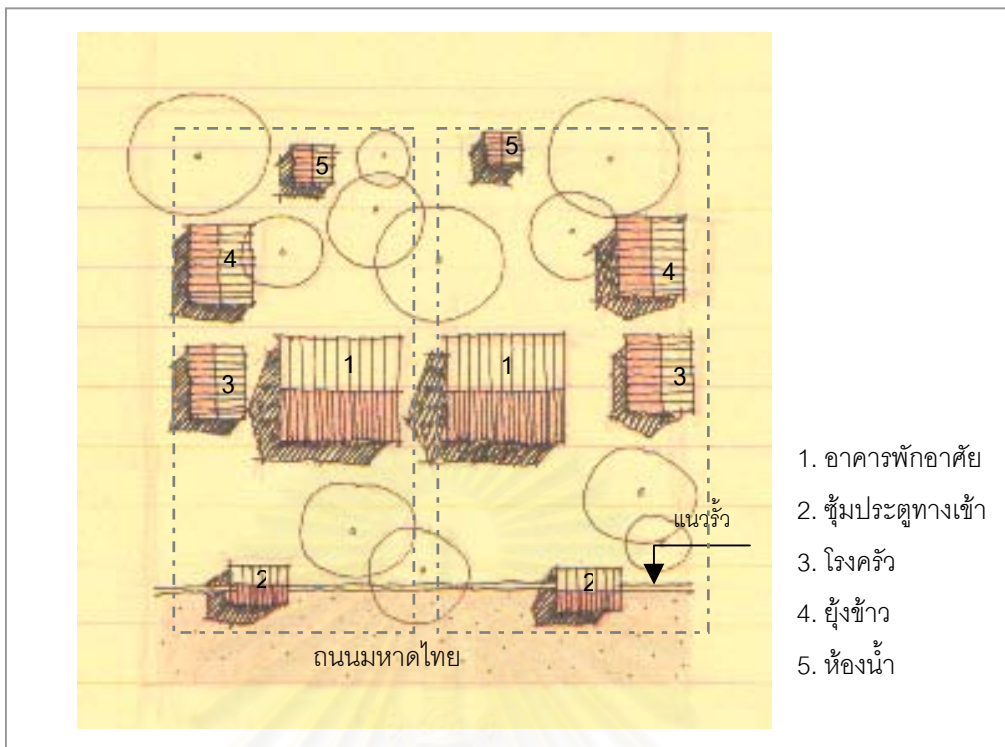 5 5
4 4
1 1
3 3
แนวรั้ว
2 2
ถนนมหาดไทย
1. อาคารพักอาศัย
2. ซุ้มประตูทางเข้า
3. โรงครัว
4. ยุ้งข้าว
5. ห้องน้ำ